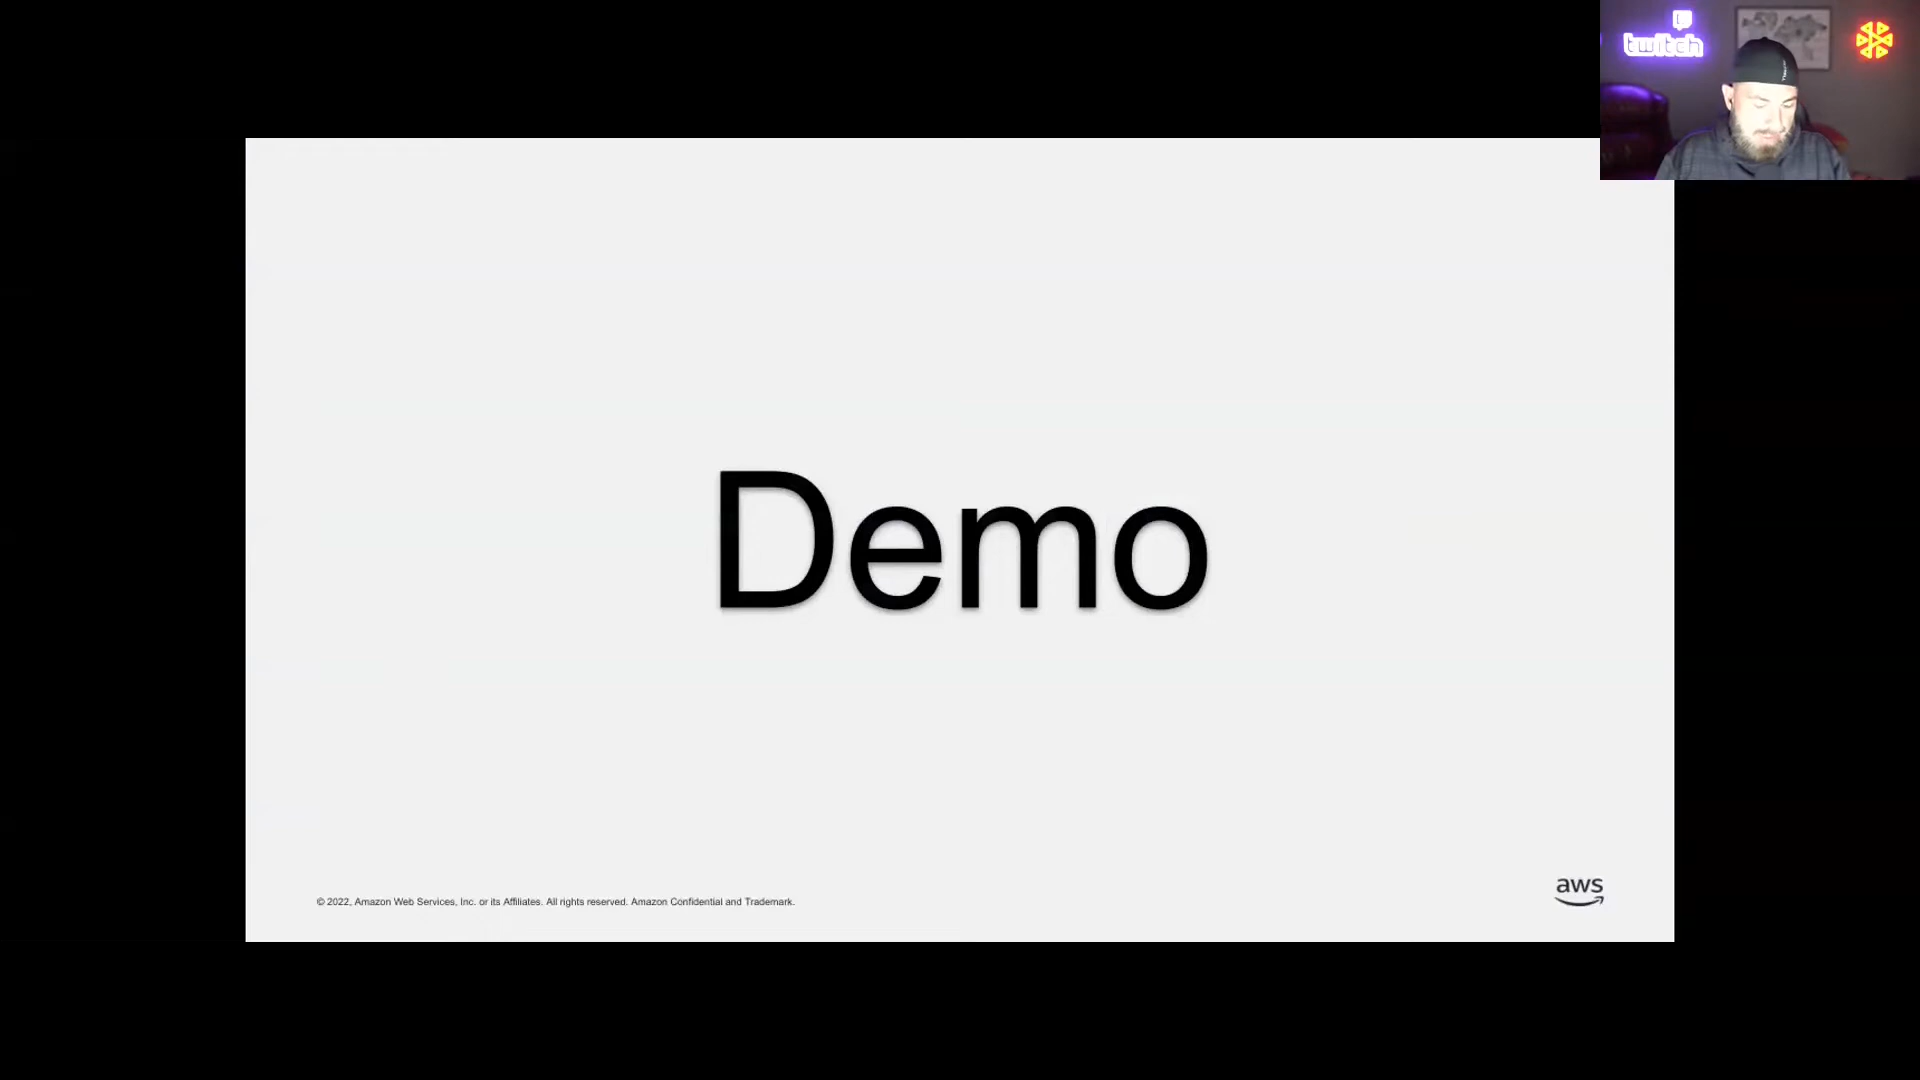 twitch
Demo
© 2022, Amazon Web Services, Inc. or its Affiliates. All rights reserved. Amazon Confidential and Trademark.
aws